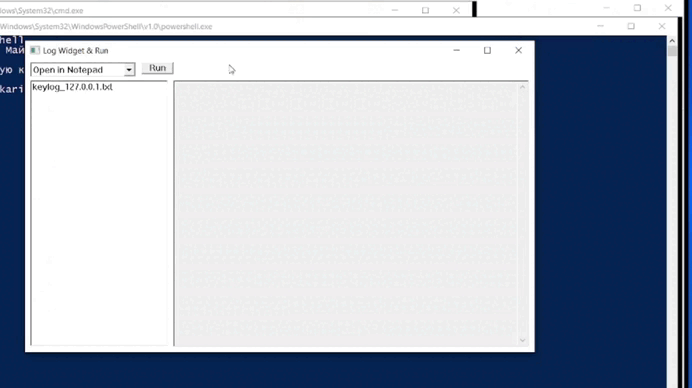 ndows\System32\cmd.exe
Windows\System32\WindowsPowerShell\v1.0\powershell.exe
hell
Май
ую к
kari
Log Widget & Run
Open in Notepad
Run
keylog_127.0.0.1.txt